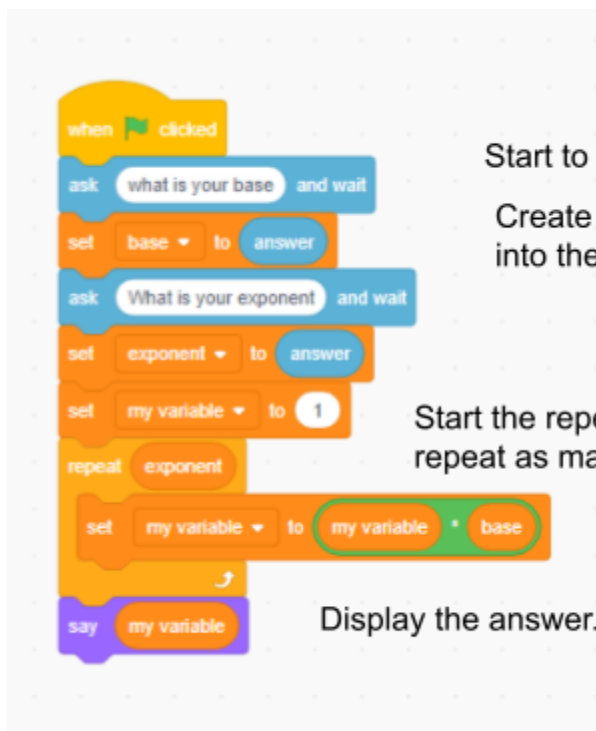 when clicked
ask what is your base and wait
Start to
set base to answer
Create
into the
ask What is your exponent and wait
set exponent to answer
set my variable to 1
Start the rep
repeat exponent
repeat as ma
set my variable to my variable * base
say my variable
Display the answer.